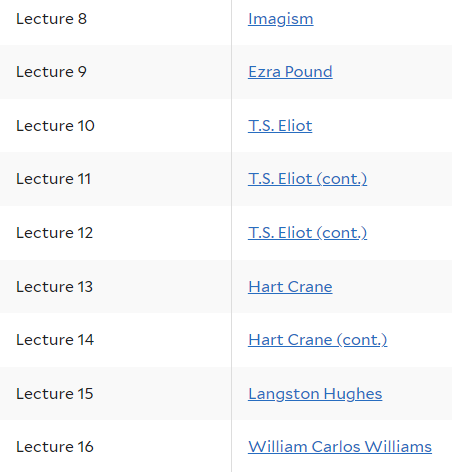 Lecture 8 Imagism
Lecture 9 Ezra Pound
Lecture 10 T.S. Eliot
Lecture 11 T.S. Eliot (cont.)
Lecture 12 T.S. Eliot (cont.)
Lecture 13 Hart Crane
Lecture 14 Hart Crane (cont.)
Lecture 15 Langston Hughes
Lecture 16 William Carlos Williams